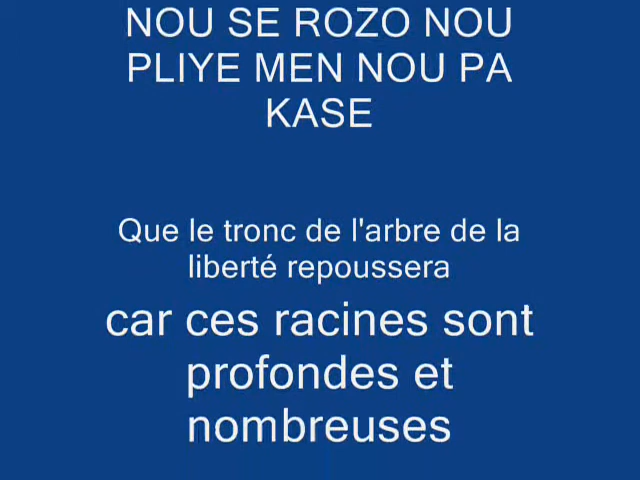 NOU SE ROZO NOU
PLIYE MEN NOU PA
KASE
Que le tronc de l'arbre de la
liberté repoussera
car ces racines sont
profondes et
nombreuses